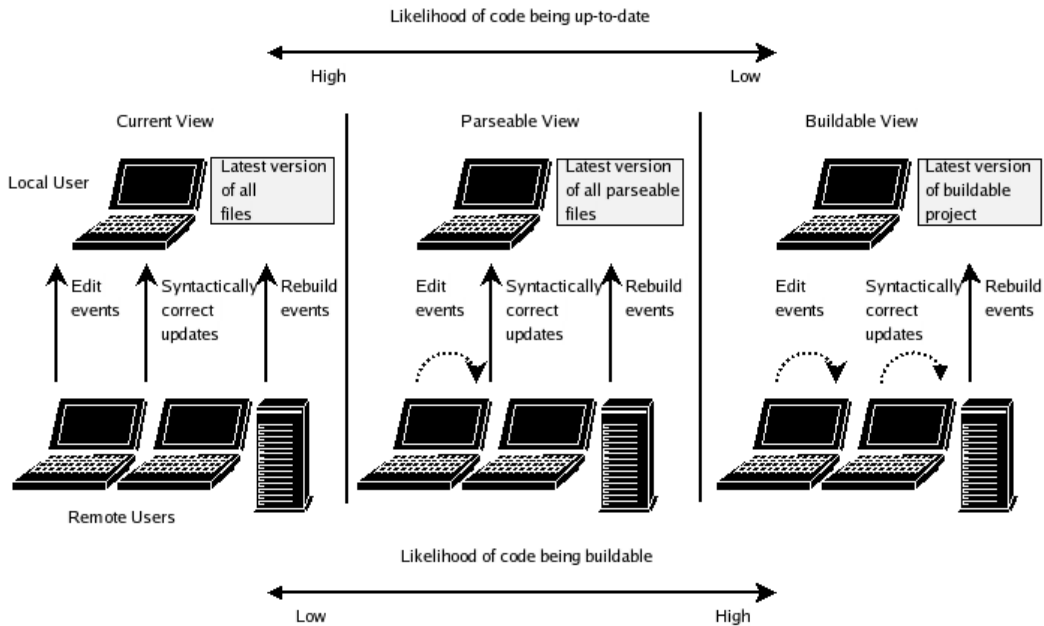 Likelihood of code being up-to-date
High
Low
Current View
Parseable View
Buildable View
Local User
Latest version
of all
files
Latest version
of all parseable
files
Latest version
of buildable
project
Edit
events
Syntactically
correct
updates
Rebuild
events
Edit
events
Syntactically
correct
updates
Rebuild
events
Edit
events
Syntactically
correct
updates
Rebuild
events
Remote Users
Likelihood of code being buildable
Low
High